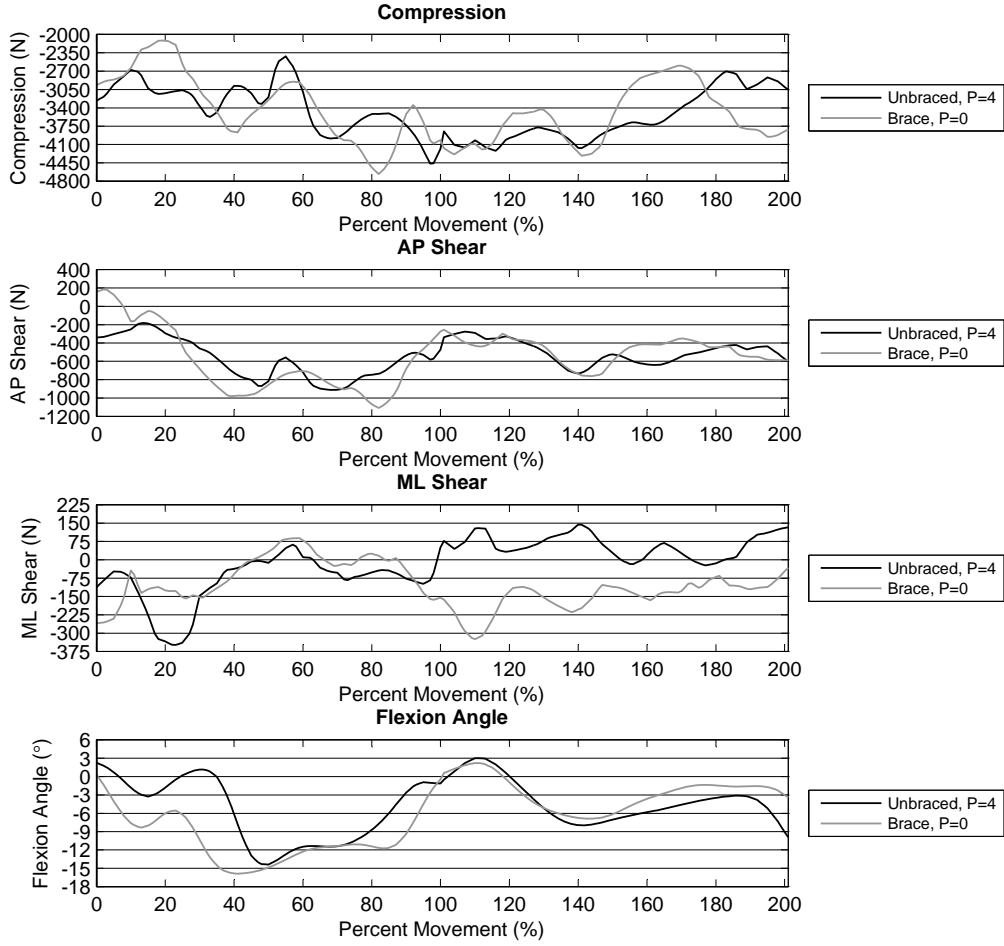 Compression
Compression (N)
-2000
-2350
-2700
-3050
-3400
-3750
-4100
-4450
-4800
0 20 40 60 80 100 120 140 160 180 200
Percent Movement (%)
Unbraced, P=4
Brace, P=0
AP Shear
AP Shear (N)
400
200
0
-200
-400
-600
-800
-1000
-1200
0 20 40 60 80 100 120 140 160 180 200
Percent Movement (%)
Unbraced, P=4
Brace, P=0
ML Shear
ML Shear (N)
225
150
75
0
-75
-150
-225
-300
-375
0 20 40 60 80 100 120 140 160 180 200
Percent Movement (%)
Unbraced, P=4
Brace, P=0
Flexion Angle
Flexion Angle (°)
6
3
0
-3
-6
-9
-12
-15
-18
0 20 40 60 80 100 120 140 160 180 200
Percent Movement (%)
Unbraced, P=4
Brace, P=0